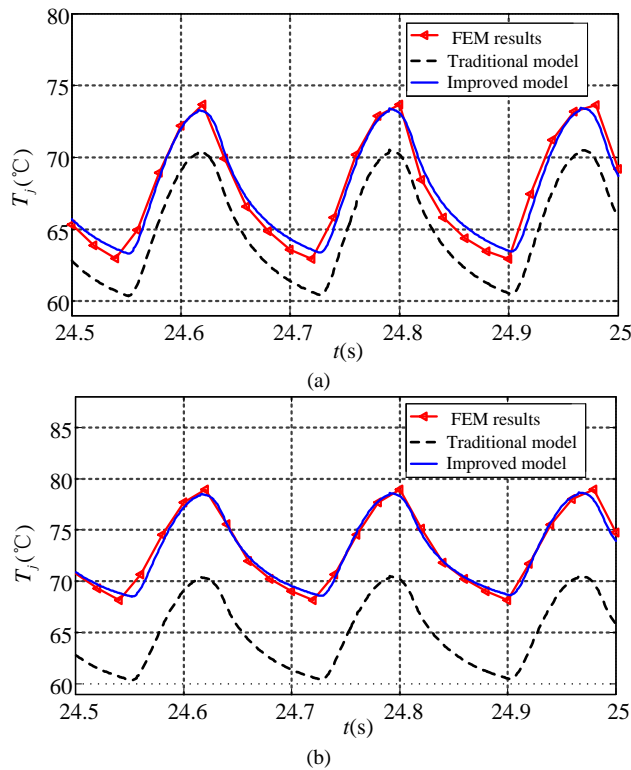 80
75
70
65
60
T_j(℃)
FEM results
Traditional model
Improved model
24.5 24.6 24.7 24.8 24.9 25
t(s)
(a)
85
80
75
70
65
60
T_j(℃)
FEM results
Traditional model
Improved model
24.5 24.6 24.7 24.8 24.9 25
t(s)
(b)